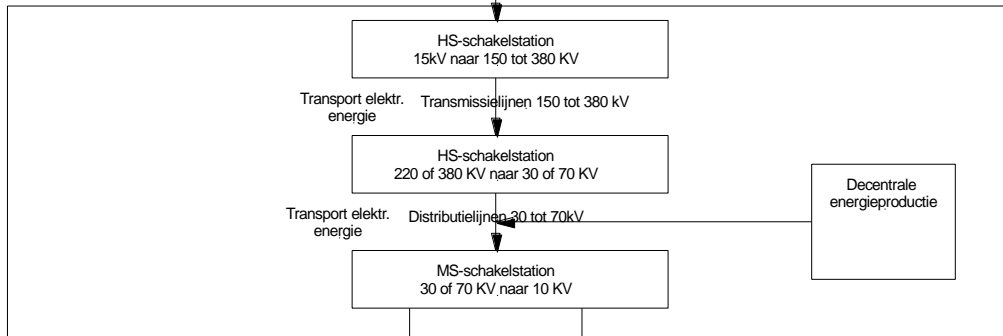 HS-schakelstation
15kV naar 150 tot 380 KV
Transport elektr.
energie
Transmissielijnen 150 tot 380 kV
HS-schakelstation
220 of 380 KV naar 30 of 70 KV
Decentrale
energieproductie
Transport elektr.
energie
Distributielijnen 30 tot 70kV
MS-schakelstation
30 of 70 KV naar 10 KV